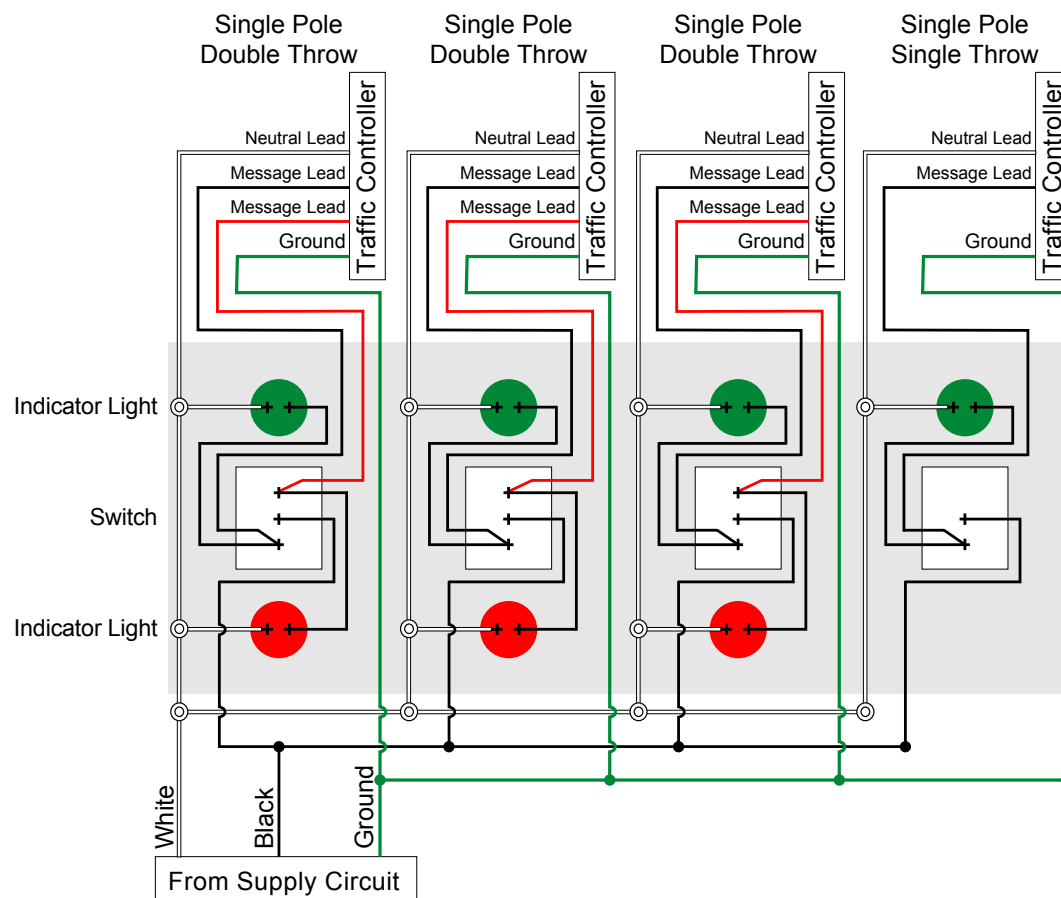 Single Pole
Double Throw
Single Pole
Double Throw
Single Pole
Double Throw
Single Pole
Single Throw
Neutral Lead
Message Lead
Message Lead
Ground
Traffic Controller
Neutral Lead
Message Lead
Message Lead
Ground
Traffic Controller
Neutral Lead
Message Lead
Message Lead
Ground
Traffic Controller
Neutral Lead
Message Lead
Ground
Traffic Controller
Indicator Light
Switch
Indicator Light
White
Black
Ground
From Supply Circuit